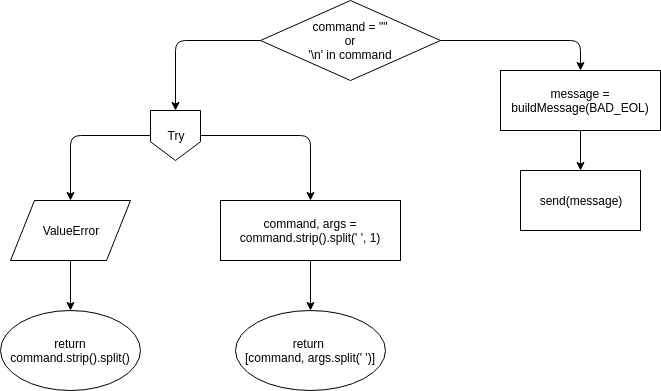 command = ""
or
'\n' in command
message =
buildMessage(BAD_EOL)
Try
send(message)
ValueError
command, args =
command.strip().split(' ', 1)
return
command.strip().split()
return
[command, args.split(' ')]